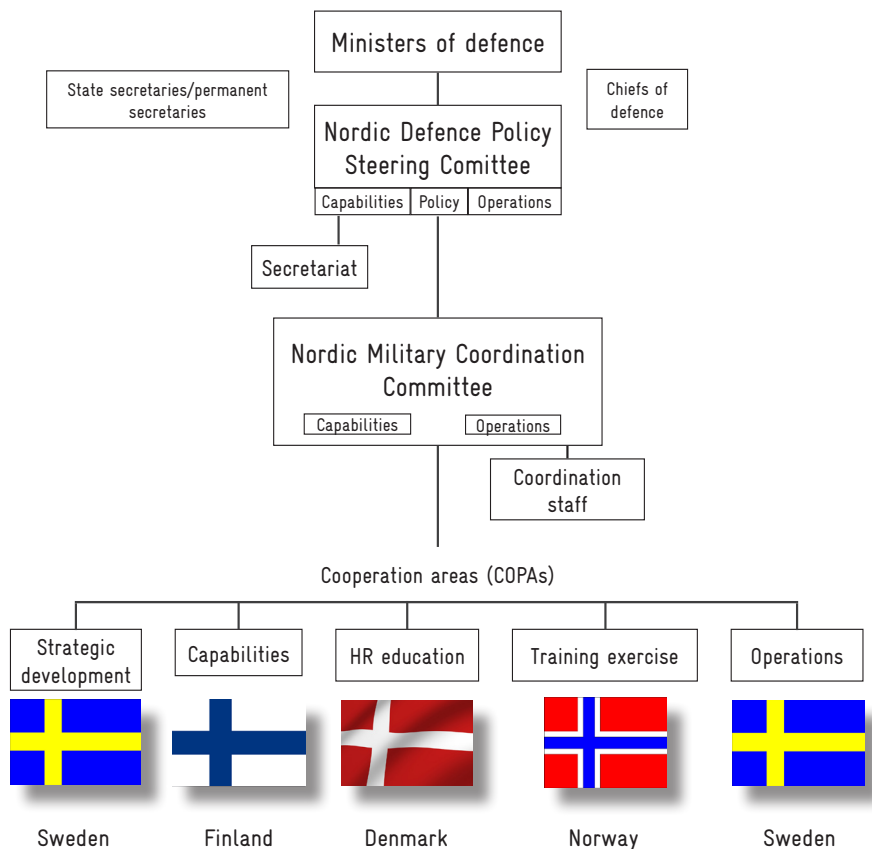 Ministers of defence
State secretaries/permanent
secretaries
Chiefs of
defence
Nordic Defence Policy
Steering Comittee
Capabilities
Policy
Operations
Secretariat
Nordic Military Coordination
Committee
Capabilities
Operations
Coordination
staff
Cooperation areas (COPAs)
Strategic
development
Capabilities
HR education
Training exercise
Operations
Sweden
Finland
Denmark
Norway
Sweden